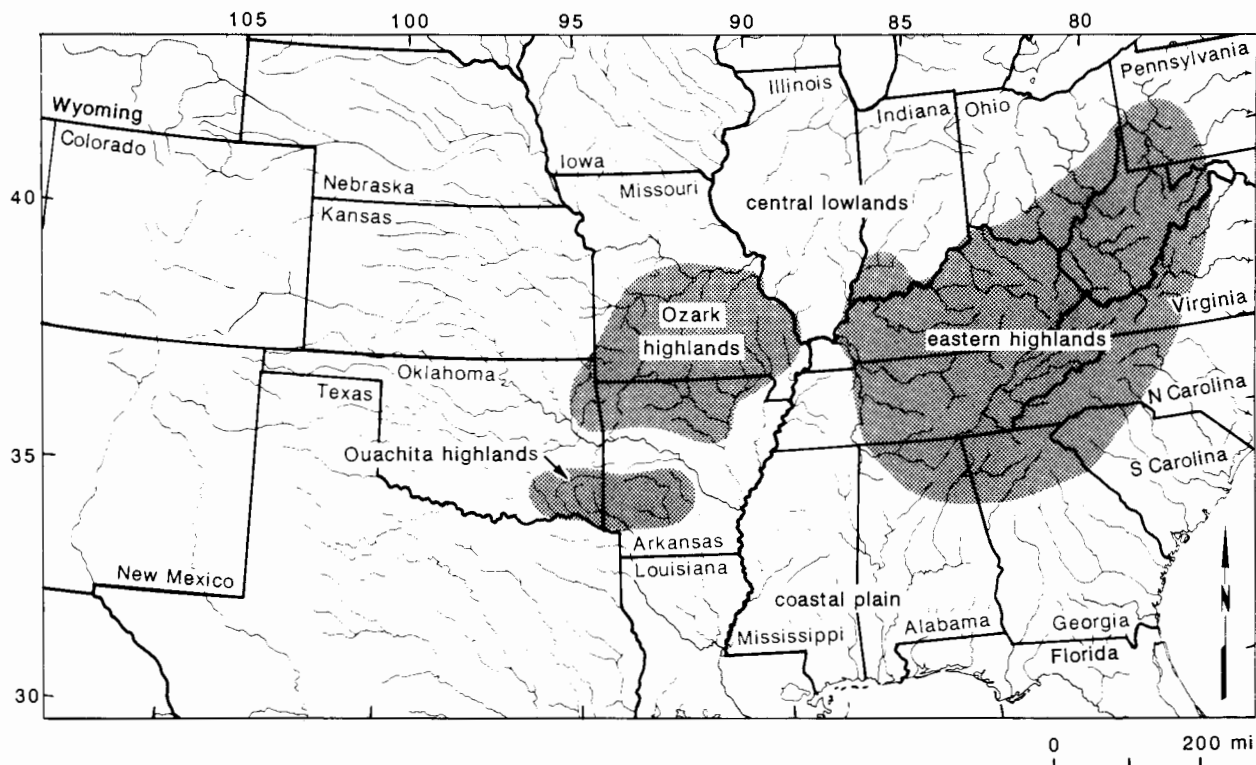 105 100 95 90 85 80
Pennsylvania
Illinois
Indiana
Ohio
Wyoming
Colorado
Iowa
Nebraska
Missouri
40
central lowlands
Kansas
Virginia
Ozark
highlands
eastern highlands
Oklahoma
Texas
N Carolina
35
Ouachita highlands
S Carolina
Arkansas
Louisiana
New Mexico
coastal plain
Mississippi
Alabama
Georgia
Florida
N
30
0 200 mi